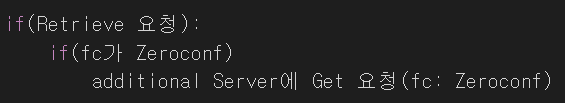 if(Retrieve 요청):
if(fc가 Zeroconf)
additional Server에 Get 요청(fc: Zeroconf)